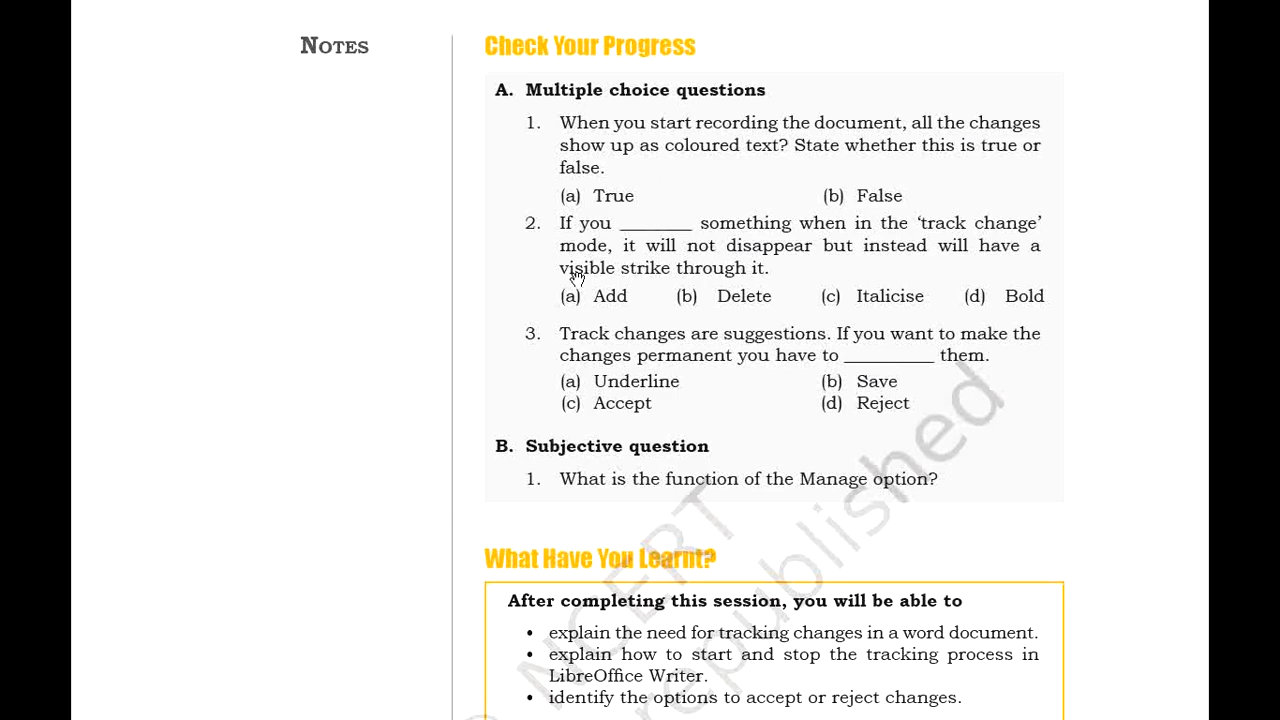 NOTES
Check Your Progress
A. Multiple choice questions
1. When you start recording the document, all the changes
show up as coloured text? State whether this is true or
false.
(a) True (b) False
2. If you ________ something when in the ‘track change’
mode, it will not disappear but instead will have a
visible strike through it.
(a) Add (b) Delete (c) Italicise (d) Bold
3. Track changes are suggestions. If you want to make the
changes permanent you have to __________ them.
(a) Underline (b) Save
(c) Accept (d) Reject
B. Subjective question
1. What is the function of the Manage option?
What Have You Learnt?
After completing this session, you will be able to
• explain the need for tracking changes in a word document.
• explain how to start and stop the tracking process in
LibreOffice Writer.
• identify the options to accept or reject changes.
NCERT
republished